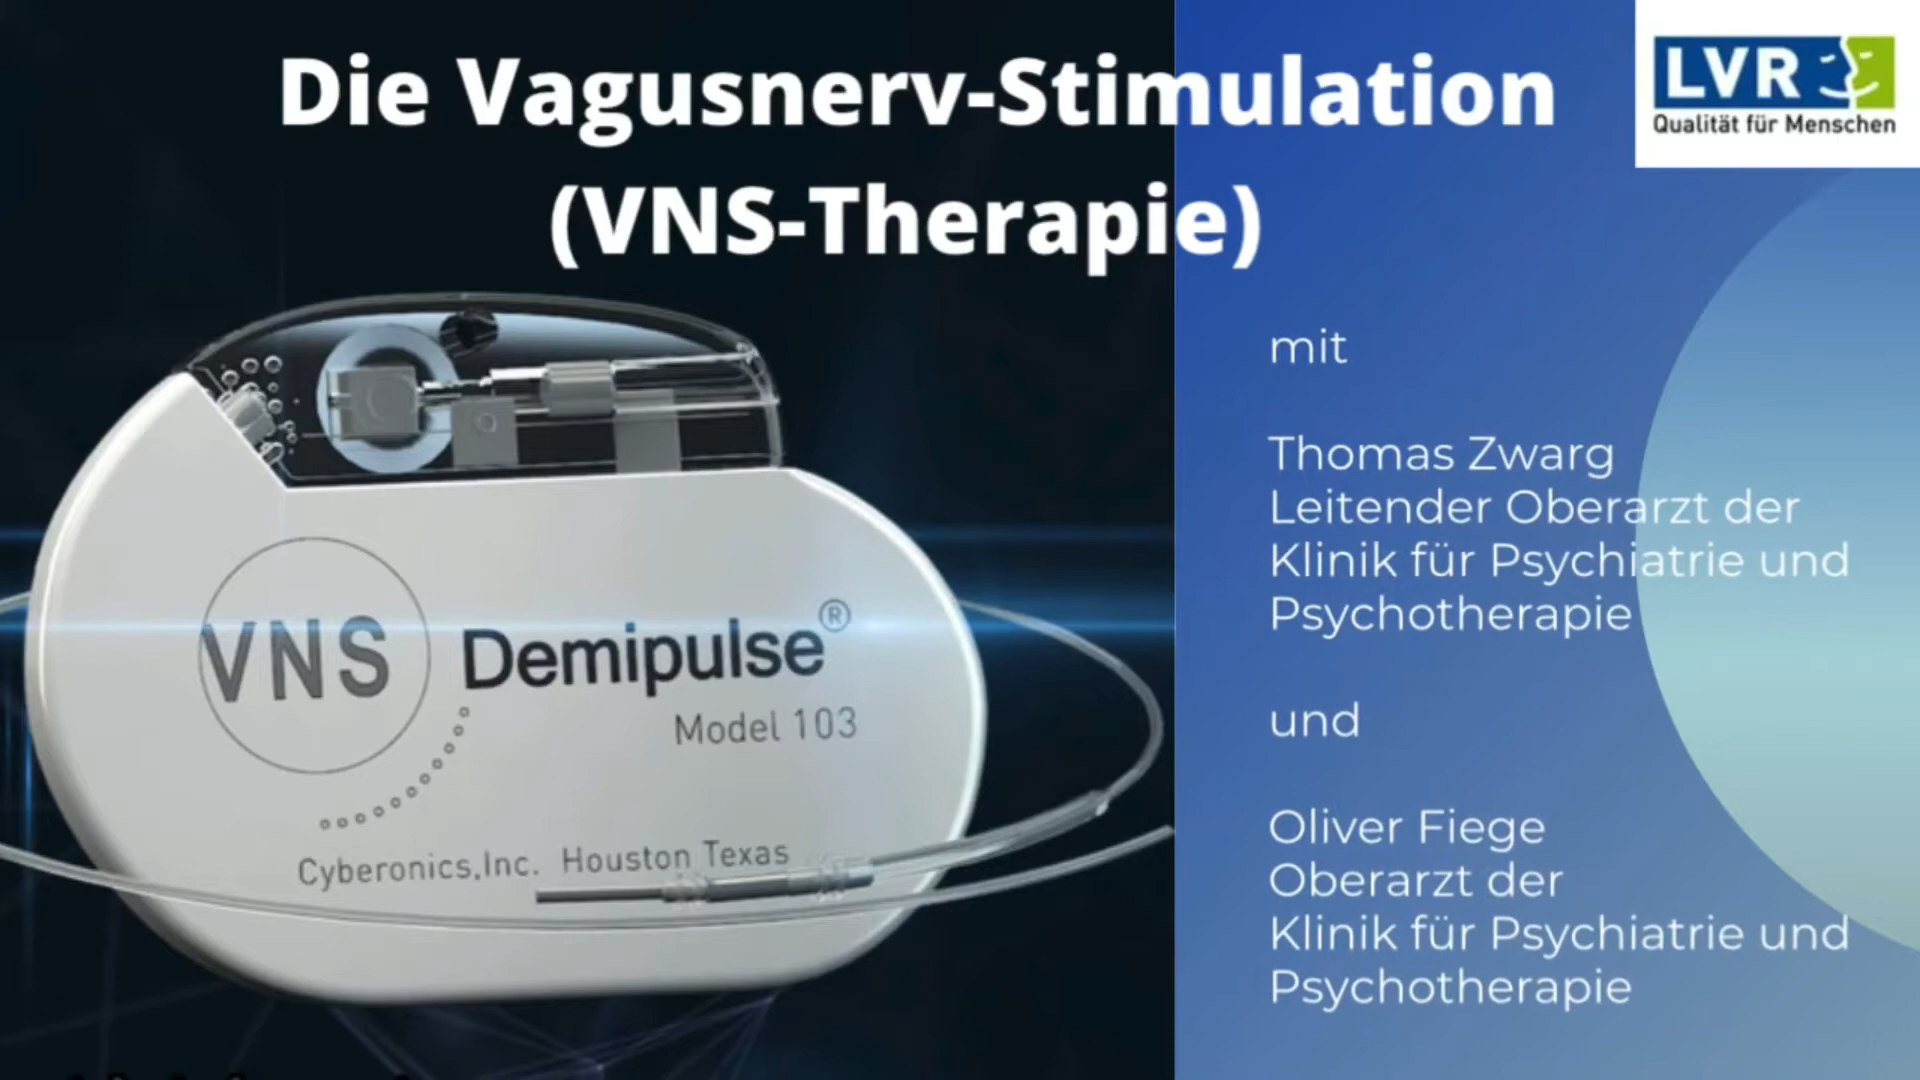 Die Vagusnerv-Stimulation
(VNS-Therapie)
LVR
Qualität für Menschen
VNS Demipulse®
Model 103
Cyberonics,Inc. Houston Texas
mit
Thomas Zwarg
Leitender Oberarzt der
Klinik für Psychiatrie und
Psychotherapie
und
Oliver Fiege
Oberarzt der
Klinik für Psychiatrie und
Psychotherapie